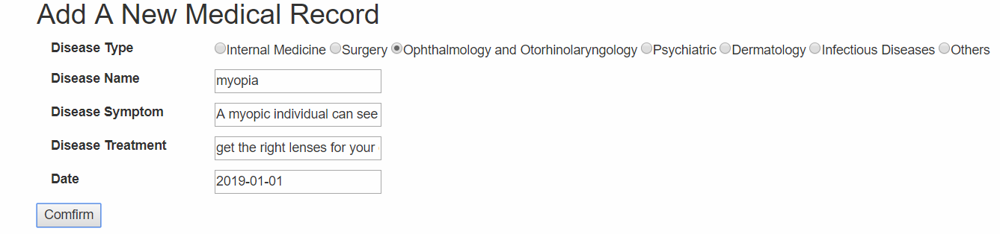 Add A New Medical Record
Disease Type Internal Medicine Surgery Ophthalmology and Otorhinolaryngology Psychiatric Dermatology Infectious Diseases Others
Disease Name myopia
Disease Symptom A myopic individual can see
Disease Treatment get the right lenses for your
Date 2019-01-01
Comfirm